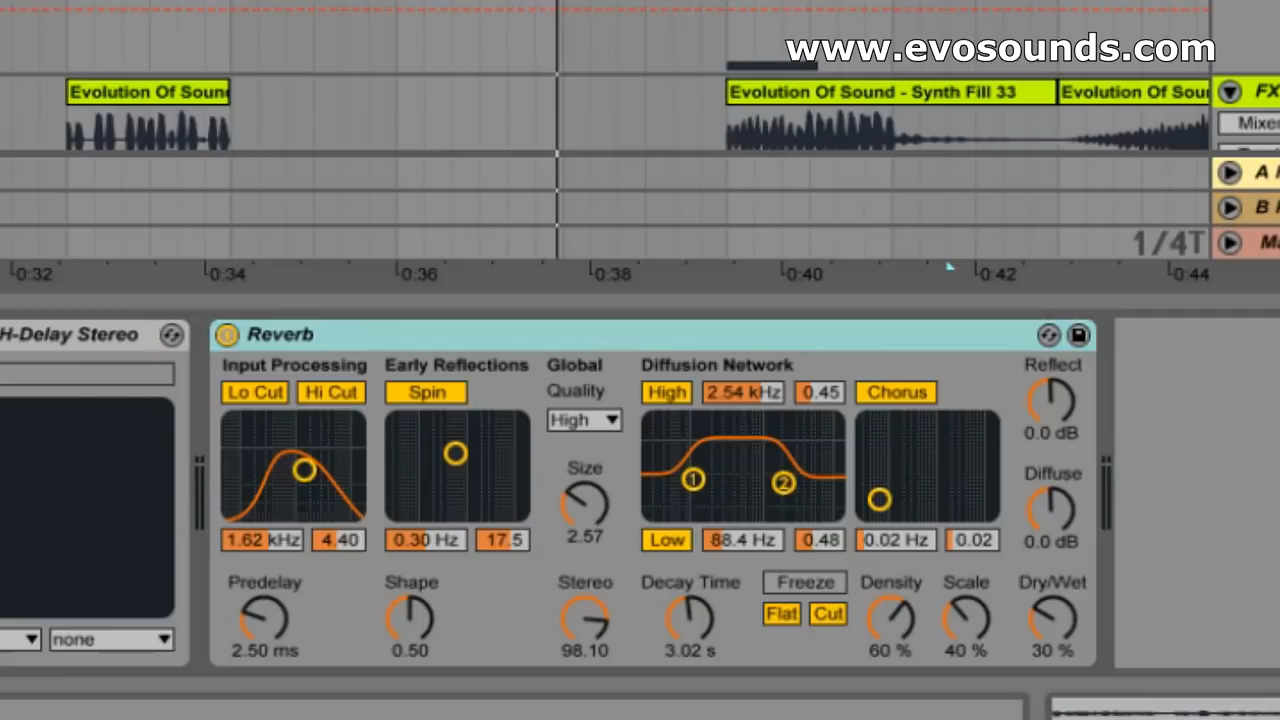 www.evosounds.com
Evolution Of Soun
Evolution Of Sound - Synth Fill 33
Evolution Of Sou
FX
Mixe
A
B
1/4T
M
0:32
0:34
0:36
0:38
0:40
0:42
0:44
H-Delay Stereo
Reverb
Input Processing
Early Reflections
Global
Diffusion Network
Reflect
Lo Cut
Hi Cut
Spin
Quality
High
2.54 kHz
0.45
Chorus
High
0.0 dB
Size
Diffuse
2.57
1
2
1.62 kHz
4.40
0.30 Hz
17.5
Low
88.4 Hz
0.48
0.02 Hz
0.02
0.0 dB
Predelay
Shape
Stereo
Decay Time
Freeze
Density
Scale
Dry/Wet
Flat
Cut
none
2.50 ms
0.50
98.10
3.02 s
60 %
40 %
30 %